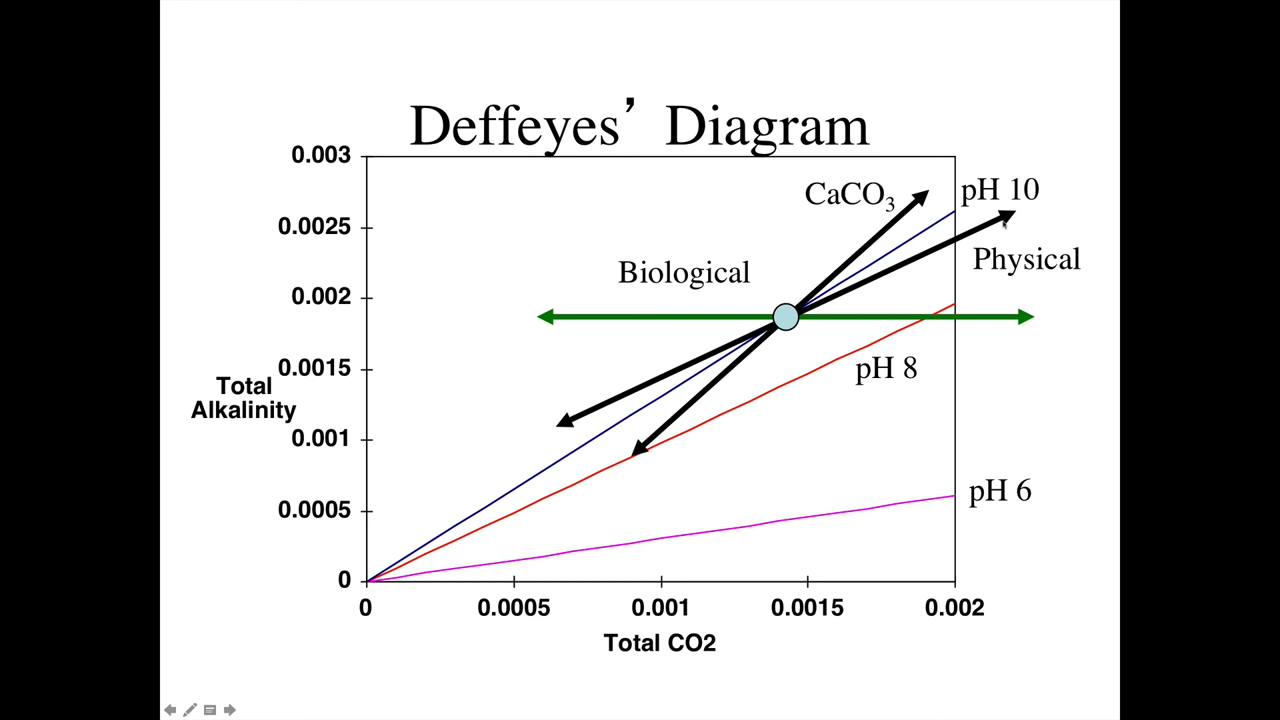 Deffeyes’ Diagram
0.003
0.0025
0.002
0.0015
0.001
0.0005
0
Total
Alkalinity
CaCO3
pH 10
Physical
Biological
pH 8
pH 6
0
0.0005
0.001
0.0015
0.002
Total CO2